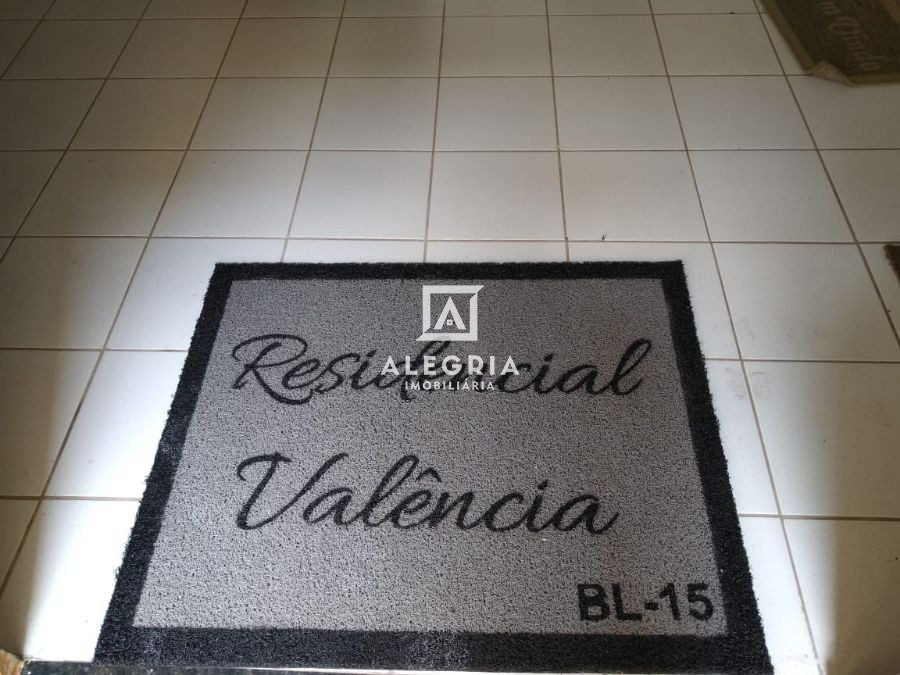 ALEGRIA
IMOBILIÁRIA
Residencial
Valência
BL-15